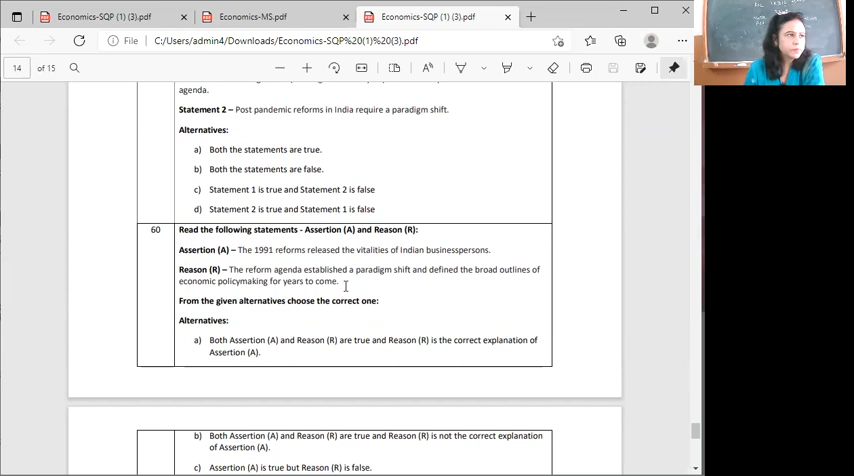 Economics-SQP (1) (3).pdf
Economics-MS.pdf
Economics-SQP (1) (3).pdf
File
C:/Users/admin4/Downloads/Economics-SQP%20(1)%20(3).pdf
14 of 15
agenda.
Statement 2 – Post pandemic reforms in India require a paradigm shift.
Alternatives:
a) Both the statements are true.
b) Both the statements are false.
c) Statement 1 is true and Statement 2 is false
d) Statement 2 is true and Statement 1 is false
60 Read the following statements - Assertion (A) and Reason (R):
Assertion (A) – The 1991 reforms released the vitalities of Indian businesspersons.
Reason (R) – The reform agenda established a paradigm shift and defined the broad outlines of
economic policymaking for years to come.
From the given alternatives choose the correct one:
Alternatives:
a) Both Assertion (A) and Reason (R) are true and Reason (R) is the correct explanation of
Assertion (A).
b) Both Assertion (A) and Reason (R) are true and Reason (R) is not the correct explanation
of Assertion (A).
c) Assertion (A) is true but Reason (R) is false.